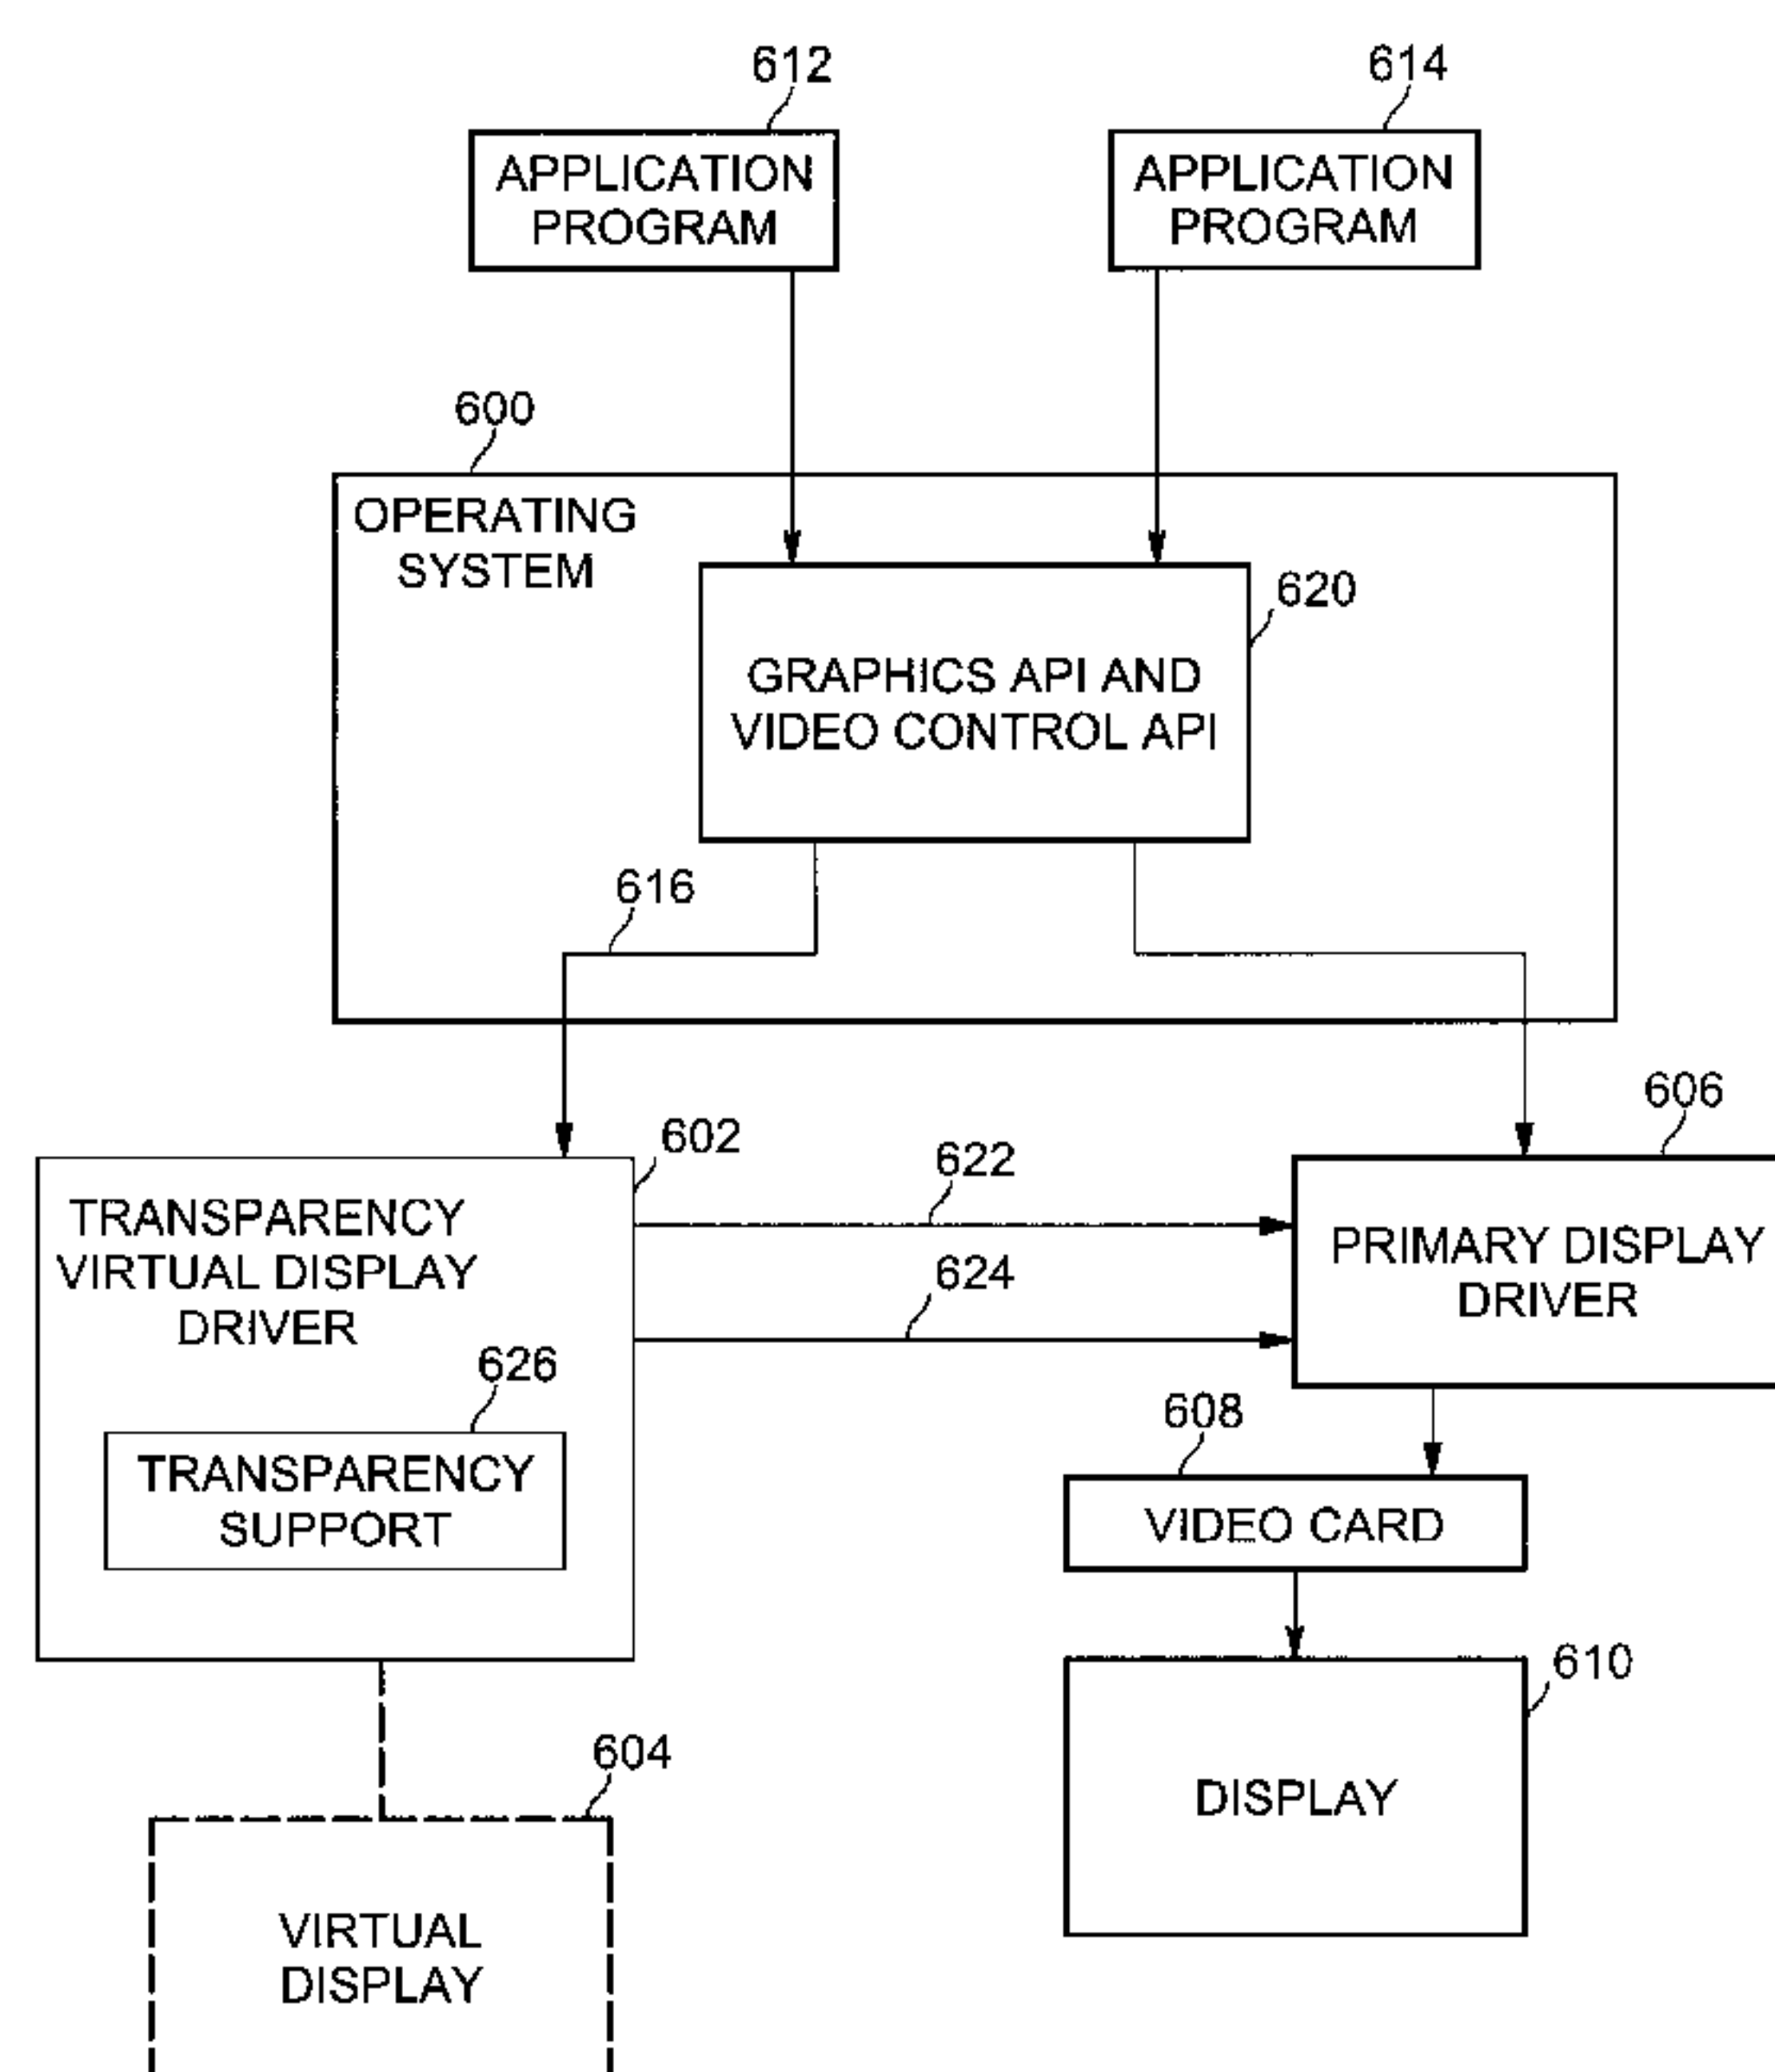 612
614
APPLICATION
PROGRAM
APPLICATION
PROGRAM
600
OPERATING
SYSTEM
620
GRAPHICS API AND
VIDEO CONTROL API
616
606
602
622
TRANSPARENCY
VIRTUAL DISPLAY
DRIVER
PRIMARY DISPLAY
DRIVER
624
626
608
TRANSPARENCY
SUPPORT
VIDEO CARD
610
604
DISPLAY
VIRTUAL
DISPLAY